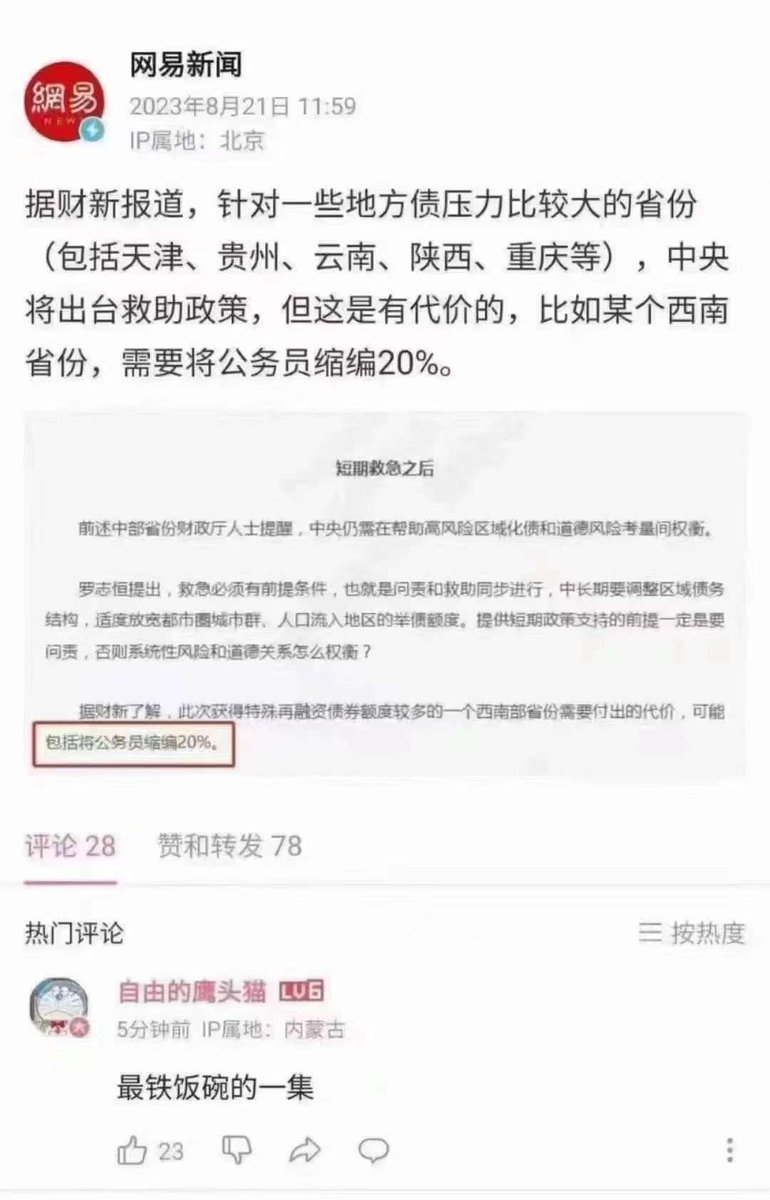 網易
NEWS
网易新闻
2023年8月21日 11:59
IP属地：北京
据财新报道，针对一些地方债压力比较大的省份
（包括天津、贵州、云南、陕西、重庆等），中央
将出台救助政策，但这是有代价的，比如某个西南
省份，需要将公务员缩编20%。
短期救急之后
前述中部省份财政厅人士提醒，中央仍需在帮助高风险区域化债和道德风险考量间权衡。
罗志恒提出，救急必须有前提条件，也就是问责和救助同步进行，中长期要调整区域债务
结构，适度放宽都市圈城市群、人口流入地区的举债额度。提供短期政策支持的前提一定是要
问责，否则系统性风险和道德关系怎么权衡？
据财新了解，此次获得特殊再融资债券额度较多的一个西南部省份需要付出的代价，可能
包括将公务员缩编20%。
评论 28 赞和转发 78
热门评论 按热度
自由的鹰头猫 LV6
5分钟前 IP属地：内蒙古
大
最铁饭碗的一集
23